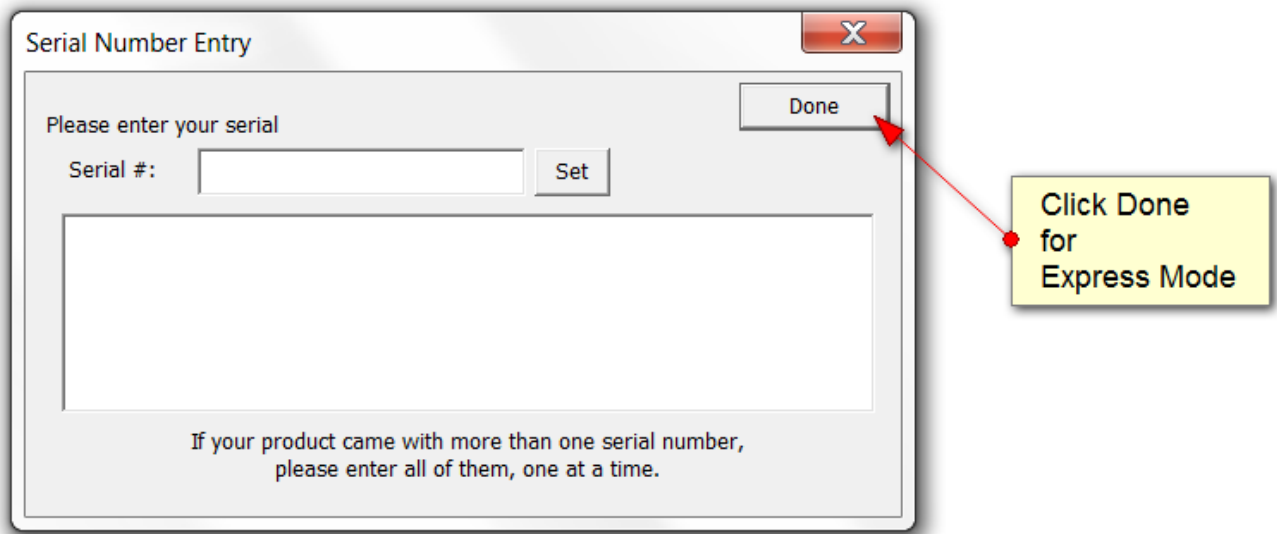 Serial Number Entry
X
Done
Please enter your serial
Serial #:
Set
Click Done
for
Express Mode
If your product came with more than one serial number,
please enter all of them, one at a time.